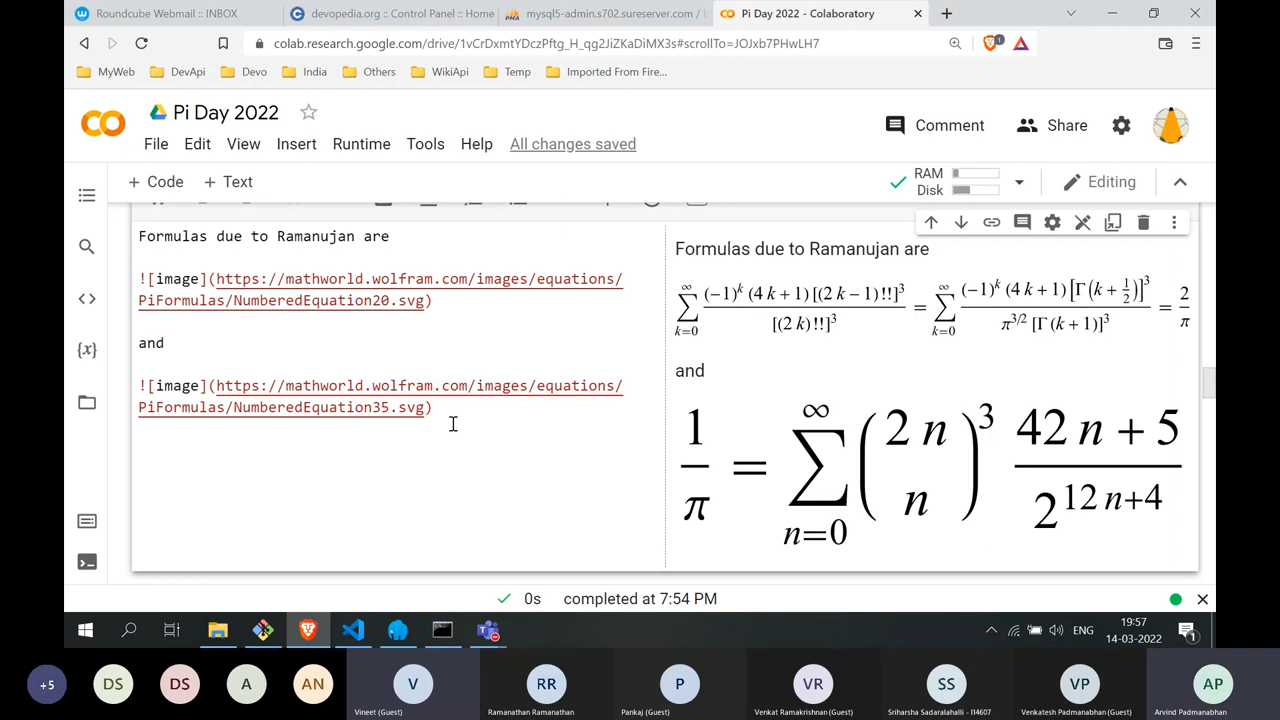 Roundcube Webmail :: INBOX
devopedia.org :: Control Panel :: Home
PMA
mysql5-admin.s702.sureserver.com / l
Pi Day 2022 - Colaboratory
colab.research.google.com/drive/1vCrDxmtYDczPftg_H_qg2JiZKaDiMX3s#scrollTo=JOJxb7PHwLH7
1
MyWeb DevApi Devo India Others WikiApi Temp Imported From Fire...
Pi Day 2022
File Edit View Insert Runtime Tools Help All changes saved
Comment Share
+ Code + Text
RAM
Disk
Editing
Formulas due to Ramanujan are
![image](https://mathworld.wolfram.com/images/equations/
PiFormulas/NumberedEquation20.svg)
and
![image](https://mathworld.wolfram.com/images/equations/
PiFormulas/NumberedEquation35.svg)
{x}
Formulas due to Ramanujan are
∑_{k=0}^{∞} (−1)^k (4 k + 1) [(2 k − 1)!!]^3 / [(2 k)!!]^3 = ∑_{k=0}^{∞} (−1)^k (4 k + 1) [Γ(k + 1/2)]^3 / π^{3/2} [Γ(k + 1)]^3 = 2/π
and
1/π = ∑_{n=0}^{∞} (2 n n)^3 42 n + 5 / 2^{12 n+4}
0s completed at 7:54 PM
ENG
19:57
14-03-2022
1
+5 DS DS A AN V RR P VR SS VP AP
Vineet (Guest) Ramanathan Ramanathan Pankaj (Guest) Venkat Ramakrishnan (Guest) Sriharsha Sadaralahalli - I14607 Venkatesh Padmanabhan (Guest) Arvind Padmanabhan